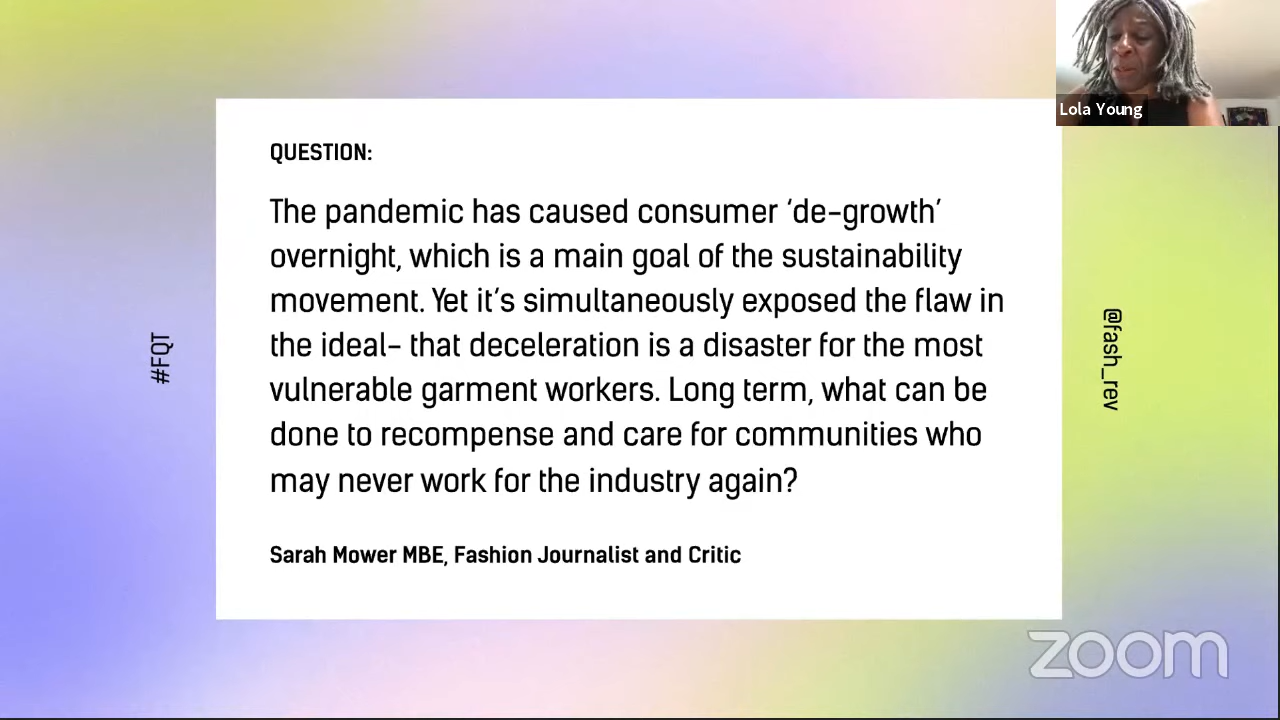 Lola Young
QUESTION:
The pandemic has caused consumer ‘de-growth’
overnight, which is a main goal of the sustainability
movement. Yet it’s simultaneously exposed the flaw in
the ideal- that deceleration is a disaster for the most
vulnerable garment workers. Long term, what can be
done to recompense and care for communities who
may never work for the industry again?
Sarah Mower MBE, Fashion Journalist and Critic
#FQT
@fash_rev
zoom